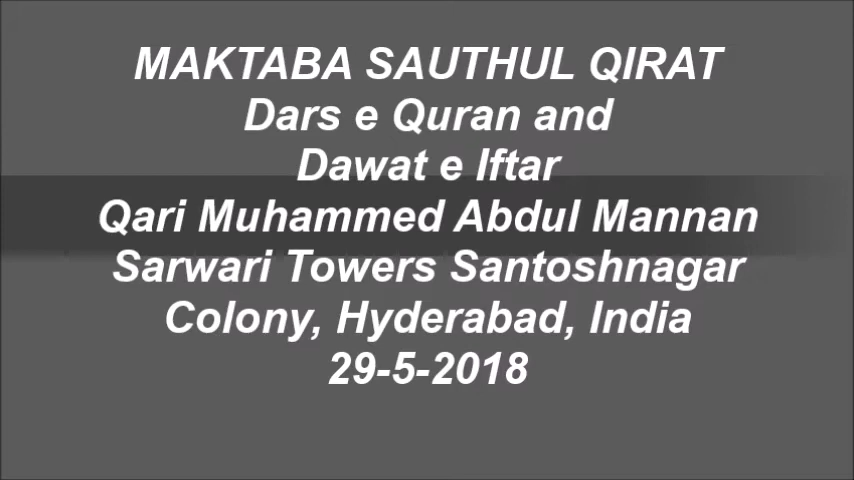 MAKTABA SAUTHUL QIRAT
Dars e Quran and
Dawat e Iftar
Qari Muhammed Abdul Mannan
Sarwari Towers Santoshnagar
Colony, Hyderabad, India
29-5-2018